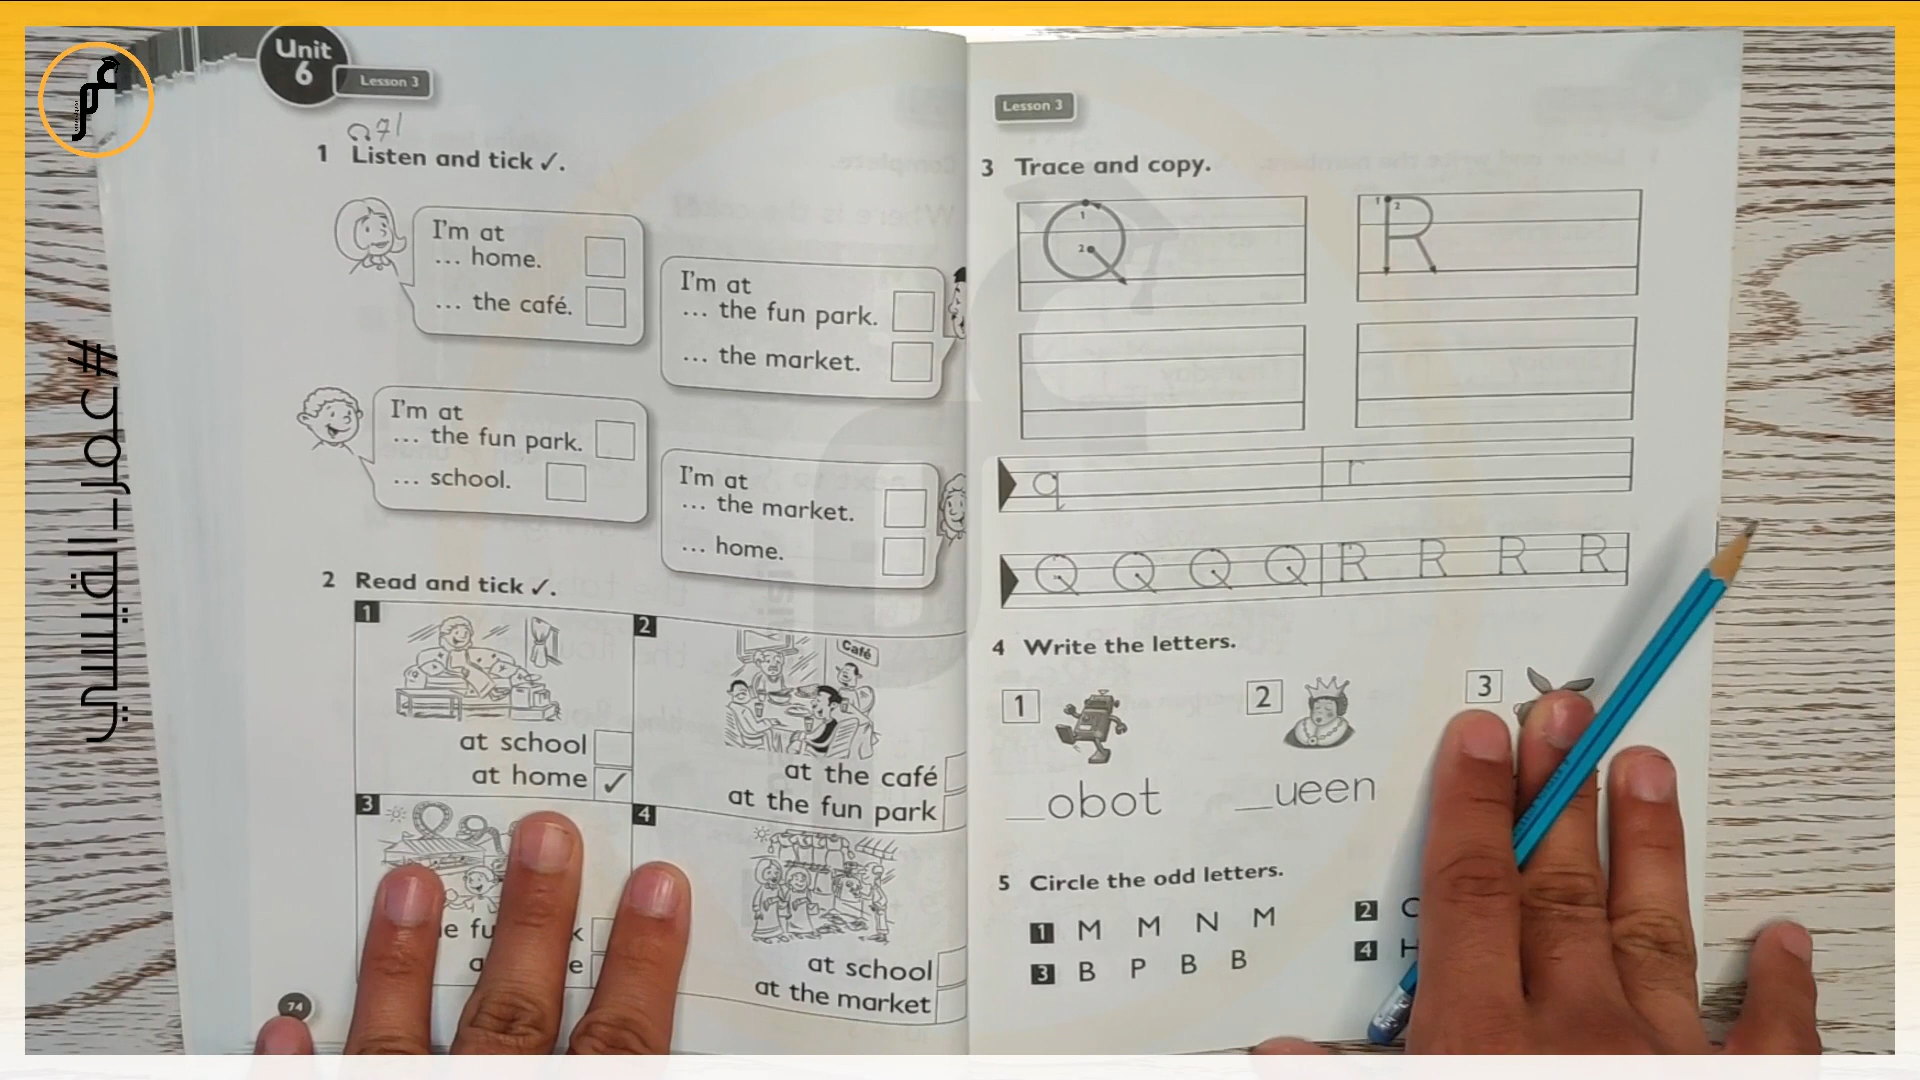 Unit
6
Lesson 3
71
1 Listen and tick ✓.
I'm at
... home.
... the café.
I'm at
... the fun park.
... the market.
I'm at
... the fun park.
... school.
I'm at
... the market.
... home.
2 Read and tick ✓.
1
at school
at home ✓
2
Café
at the café
at the fun park
3
4
at school
at the market
74
Lesson 3
3 Trace and copy.
Q
R
q r
Q Q Q Q R R R R
4 Write the letters.
1
_obot
2
_ueen
3
5 Circle the odd letters.
1 M M N M
2 C
3 B P B B
4 H
#عمار_القيسي